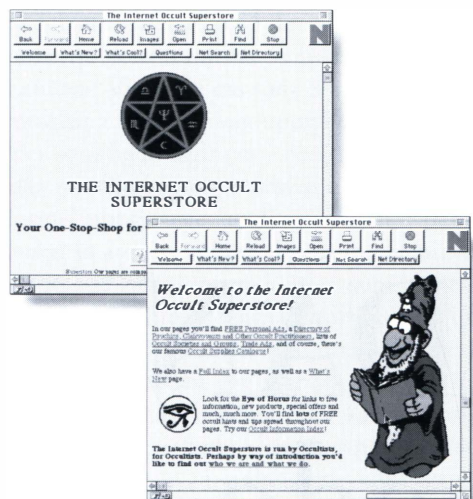 The Internet Occult Superstore
Back Forward Home Reload Images Open Print Find Stop
N
Welcome What's New? What's Cool? Questions Net Search Net Directory
THE INTERNET OCCULT
SUPERSTORE
Your One-Stop-Shop for
?
Our pages are
The Internet Occult Superstore
Back Forward Home Reload Images Open Print Find Stop
N
Welcome What's New? What's Cool? Questions Net Search Net Directory
Welcome to the Internet
Occult Superstore!
In our pages you'll find FREE Personal Ads, a Directory of
Psychics, Clairvoyants and Other Occult Practitioners, lots of
Occult Societies and Groups, Trade Ads, and of course, there's
our famous Occult Supplies Catalogue!
We also have a Full Index to our pages, as well as a What's
New page.
Look for the Eye of Horus for links to free
information, new products, special offers and
much, much more. You'll find lots of FREE
occult hints and tips spread throughout our
pages. Try our Occult Information Index!
The Internet Occult Superstore is run by Occultists,
for Occultists. Perhaps by way of introduction you'd
like to find out who we are and what we do.